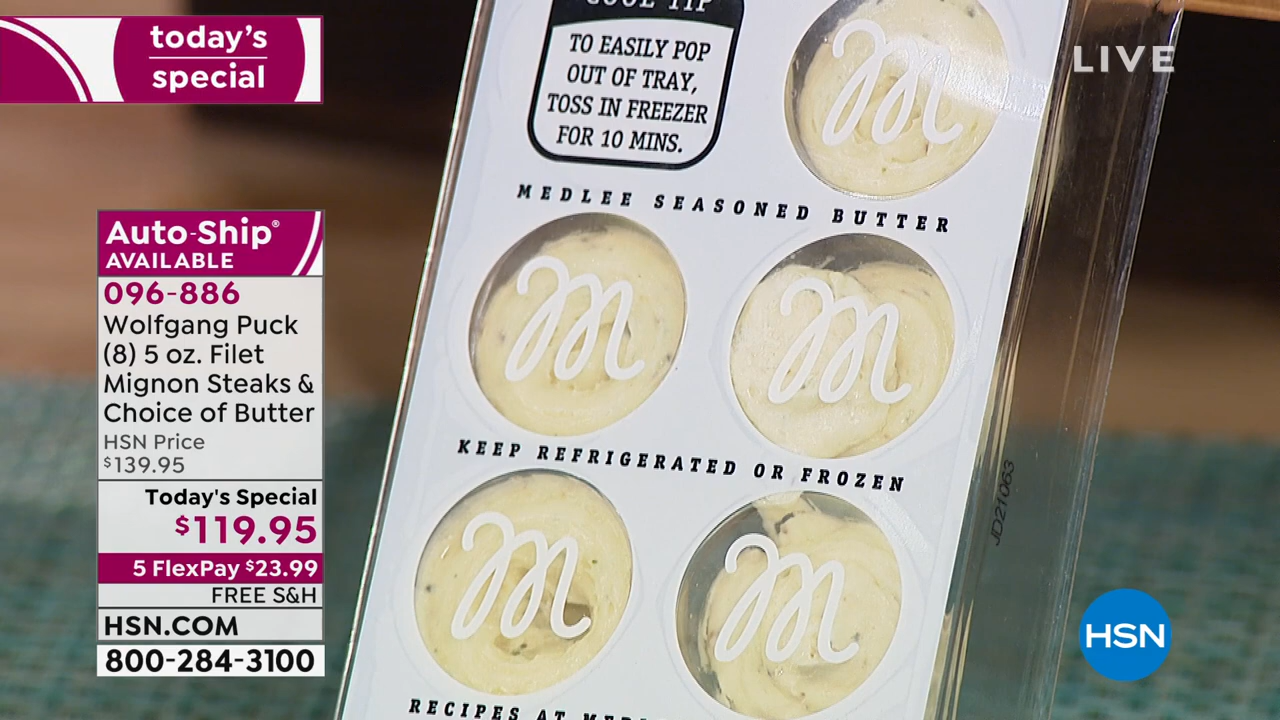 today's
special
LIVE
Auto-Ship®
AVAILABLE
096-886
Wolfgang Puck
(8) 5 oz. Filet
Mignon Steaks &
Choice of Butter
HSN Price
$139.95
Today's Special
$119.95
5 FlexPay $23.99
FREE S&H
HSN.COM
800-284-3100
COOL TIP
TO EASILY POP
OUT OF TRAY,
TOSS IN FREEZER
FOR 10 MINS.
m
MEDLEE SEASONED BUTTER
m
m
KEEP REFRIGERATED OR FROZEN
m
m
RECIPES AT
JD21063
HSN